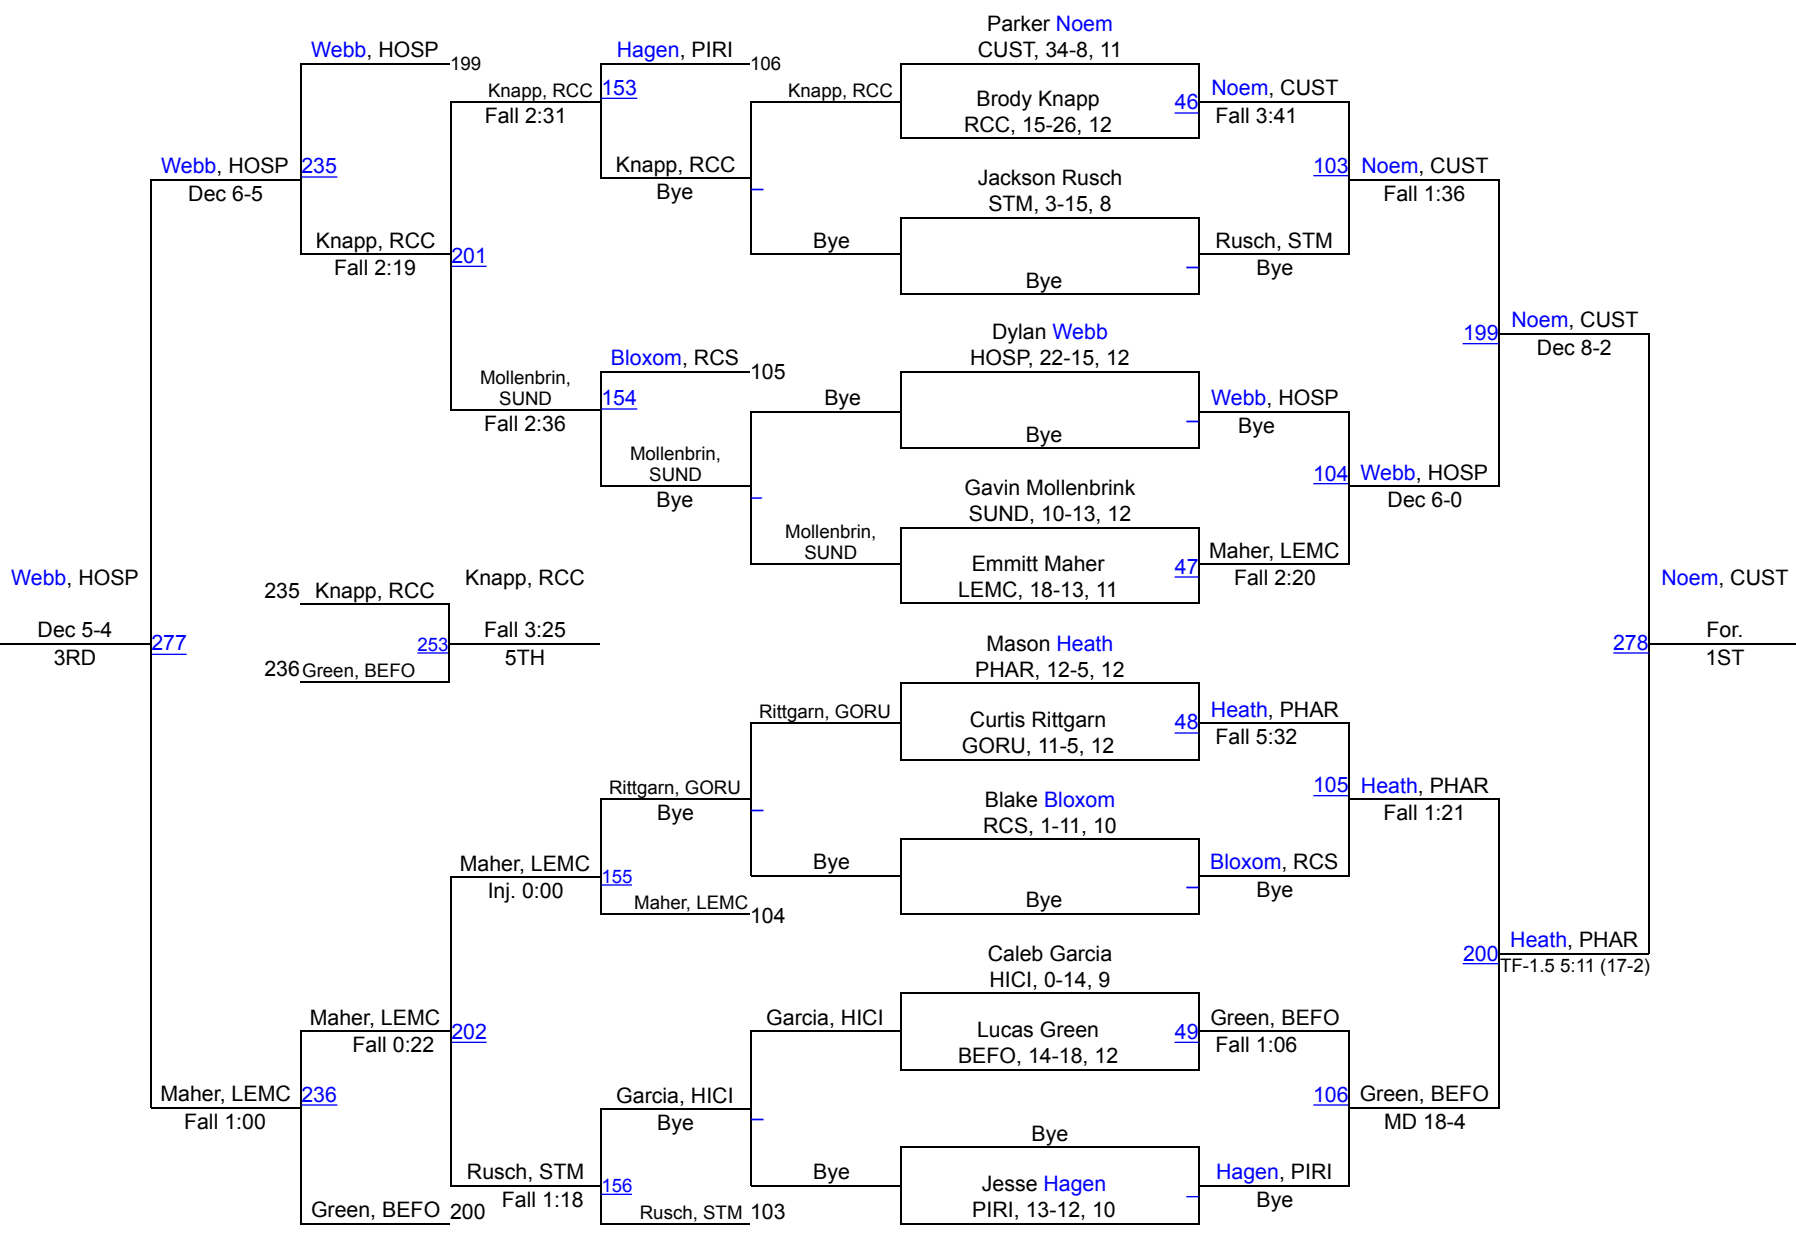 Parker Noem
CUST, 34-8, 11
Webb, HOSP
199
Hagen, PIRI
106
Knapp, RCC
153
Fall 2:31
Knapp, RCC
Brody Knapp
RCC, 15-26, 12
46
Noem, CUST
Fall 3:41
Webb, HOSP
235
Dec 6-5
Knapp, RCC
Bye
Jackson Rusch
STM, 3-15, 8
103
Noem, CUST
Fall 1:36
Knapp, RCC
Fall 2:19
201
Bye
Bye
Rusch, STM
Bye
Dylan Webb
HOSP, 22-15, 12
199
Noem, CUST
Dec 8-2
Mollenbrin,
SUND
Fall 2:36
Bloxom, RCS
105
154
Bye
Bye
Webb, HOSP
Bye
Mollenbrin,
SUND
Bye
Gavin Mollenbrink
SUND, 10-13, 12
104
Webb, HOSP
Dec 6-0
Mollenbrin,
SUND
Emmitt Maher
LEMC, 18-13, 11
47
Maher, LEMC
Fall 2:20
Webb, HOSP
Dec 5-4
3RD
277
235
Knapp, RCC
Knapp, RCC
253
Fall 3:25
5TH
236
Green, BEFO
Noem, CUST
278
For.
1ST
Mason Heath
PHAR, 12-5, 12
Rittgarn, GORU
Curtis Rittgarn
GORU, 11-5, 12
48
Heath, PHAR
Fall 5:32
Rittgarn, GORU
Bye
Blake Bloxom
RCS, 1-11, 10
105
Heath, PHAR
Fall 1:21
Maher, LEMC
Inj. 0:00
155
Maher, LEMC
104
Bye
Bye
Bloxom, RCS
Bye
Caleb Garcia
HICI, 0-14, 9
200
Heath, PHAR
TF-1.5 5:11 (17-2)
Maher, LEMC
Fall 0:22
202
Garcia, HICI
Lucas Green
BEFO, 14-18, 12
49
Green, BEFO
Fall 1:06
Maher, LEMC
Fall 1:00
236
Garcia, HICI
Bye
Bye
106
Green, BEFO
MD 18-4
Green, BEFO
200
Rusch, STM
Fall 1:18
156
Rusch, STM
103
Bye
Jesse Hagen
PIRI, 13-12, 10
Hagen, PIRI
Bye